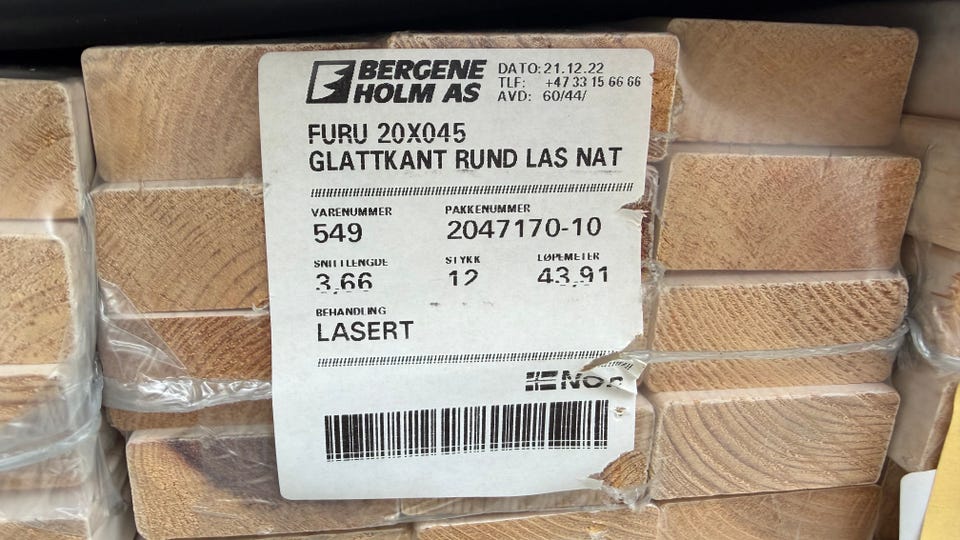 BERGENE
HOLM AS
DATO: 21.12.22
TLF: +47 33 15 66 66
AVD: 60/44/
FURU 20X045
GLATTKANT RUND LAS NAT
VARENUMMER PAKKENUMMER
549 2047170-10
SNITTLENGDE STYKK LØPEMETER
3,66 12 43,91
BEHANDLING
LASERT